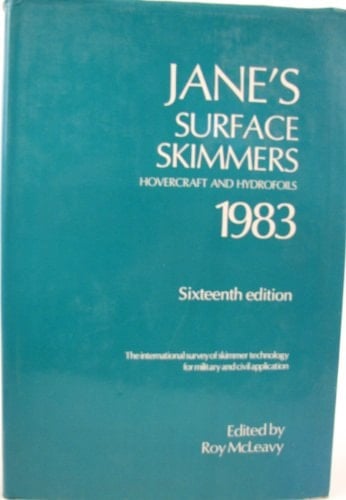 JANE'S
SURFACE
SKIMMERS
HOVERCRAFT AND HYDROFOILS
1983
Sixteenth edition
The international survey of skimmer technology
for military and civil application
Edited by
Roy McLeavy